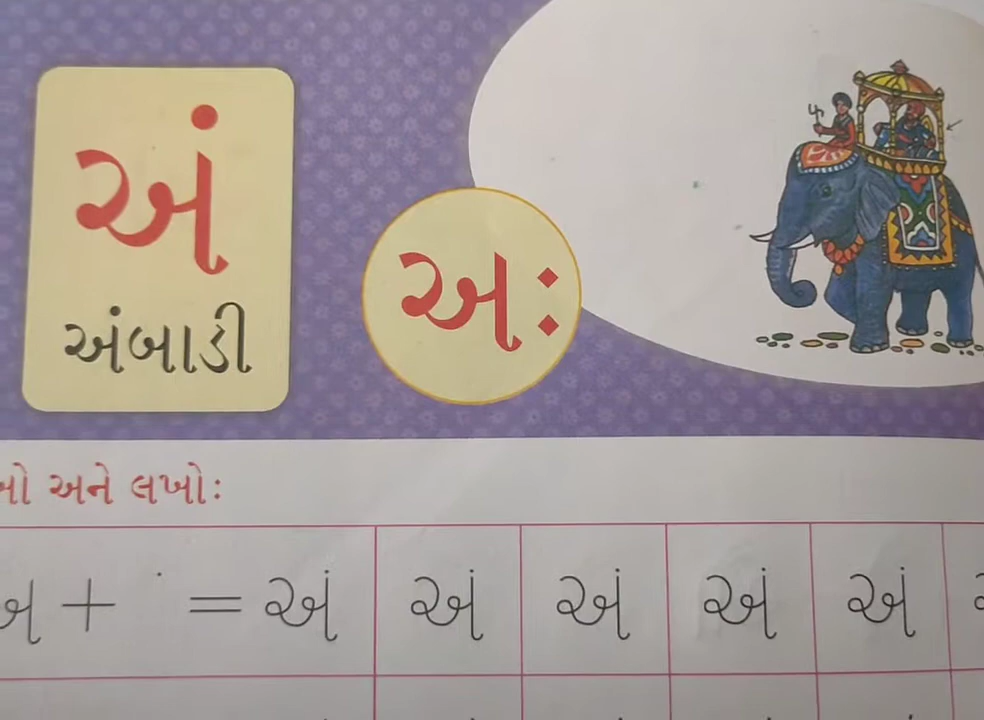 અં
અંબાડી
અઃ
અને લખોઃ
+ ં = અં અં અં અં અં